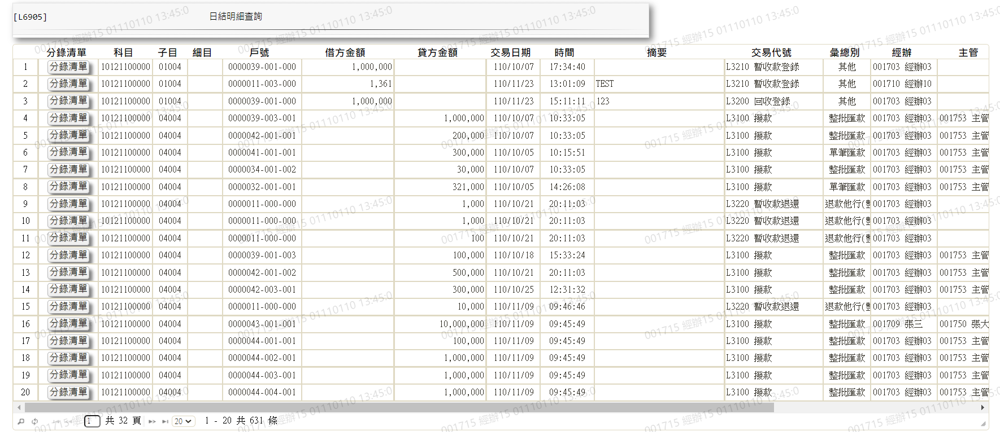 [L6905] 日結明細查詢
分錄清單 科目 子目 細目 戶號 借方金額 貸方金額 交易日期 時間 摘要 交易代號 彙總別 經辦 主管
1 分錄清單 10121100000 01004 0000039-001-000 1,000,000 110/10/07 17:34:40 L3210 暫收款登錄 其他 001703 經辦03
2 分錄清單 10121100000 01004 0000011-003-000 1,361 110/11/23 13:01:09 TEST L3210 暫收款登錄 其他 001710 經辦10
3 分錄清單 10121100000 01004 0000039-001-000 1,000,000 110/11/23 15:11:11 123 L3200 回收登錄 其他 001703 經辦03
4 分錄清單 10121100000 04004 0000039-003-001 1,000,000 110/10/07 10:33:05 L3100 撥款 整批匯款 001703 經辦03 001753 主管
5 分錄清單 10121100000 04004 0000042-001-001 200,000 110/10/07 10:33:05 L3100 撥款 整批匯款 001703 經辦03 001753 主管
6 分錄清單 10121100000 04004 0000041-001-001 300,000 110/10/05 10:15:51 L3100 撥款 單筆匯款 001703 經辦03 001753 主管
7 分錄清單 10121100000 04004 0000034-001-002 30,000 110/10/07 10:33:05 L3100 撥款 整批匯款 001703 經辦03 001753 主管
8 分錄清單 10121100000 04004 0000032-001-001 321,000 110/10/05 14:26:08 L3100 撥款 單筆匯款 001703 經辦03 001753 主管
9 分錄清單 10121100000 04004 0000011-000-000 1,000 110/10/21 20:11:03 L3220 暫收款退還 退款他行(整 001703 經辦03
10 分錄清單 10121100000 04004 0000011-000-000 1,000 110/10/21 20:11:03 L3220 暫收款退還 退款他行(整 001703 經辦03
11 分錄清單 10121100000 04004 0000011-000-000 100 110/10/21 20:11:03 L3220 暫收款退還 退款他行(整 001703 經辦03
12 分錄清單 10121100000 04004 0000039-001-003 100,000 110/10/18 15:33:24 L3100 撥款 整批匯款 001703 經辦03 001753 主管
13 分錄清單 10121100000 04004 0000042-001-002 500,000 110/10/21 20:11:03 L3100 撥款 整批匯款 001703 經辦03 001753 主管
14 分錄清單 10121100000 04004 0000042-003-001 300,000 110/10/25 12:31:32 L3100 撥款 整批匯款 001703 經辦03 001753 主管
15 分錄清單 10121100000 04004 0000011-000-000 10,000 110/11/09 09:46:46 L3220 暫收款退還 退款他行(整 001703 經辦03
16 分錄清單 10121100000 04004 0000043-001-001 10,000,000 110/11/09 09:45:49 L3100 撥款 整批匯款 001709 張三 001750 張大
17 分錄清單 10121100000 04004 0000044-001-001 100,000 110/11/09 09:45:49 L3100 撥款 整批匯款 001703 經辦03 001753 主管
18 分錄清單 10121100000 04004 0000044-002-001 1,000,000 110/11/09 09:45:49 L3100 撥款 整批匯款 001703 經辦03 001753 主管
19 分錄清單 10121100000 04004 0000044-003-001 1,000,000 110/11/09 09:45:49 L3100 撥款 整批匯款 001703 經辦03 001753 主管
20 分錄清單 10121100000 04004 0000044-004-001 1,000,000 110/11/09 09:45:49 L3100 撥款 整批匯款 001703 經辦03 001753 主管
1 共 32 頁 20 1 - 20 共 631 條
001715 經辦15 01110110 13:45:0